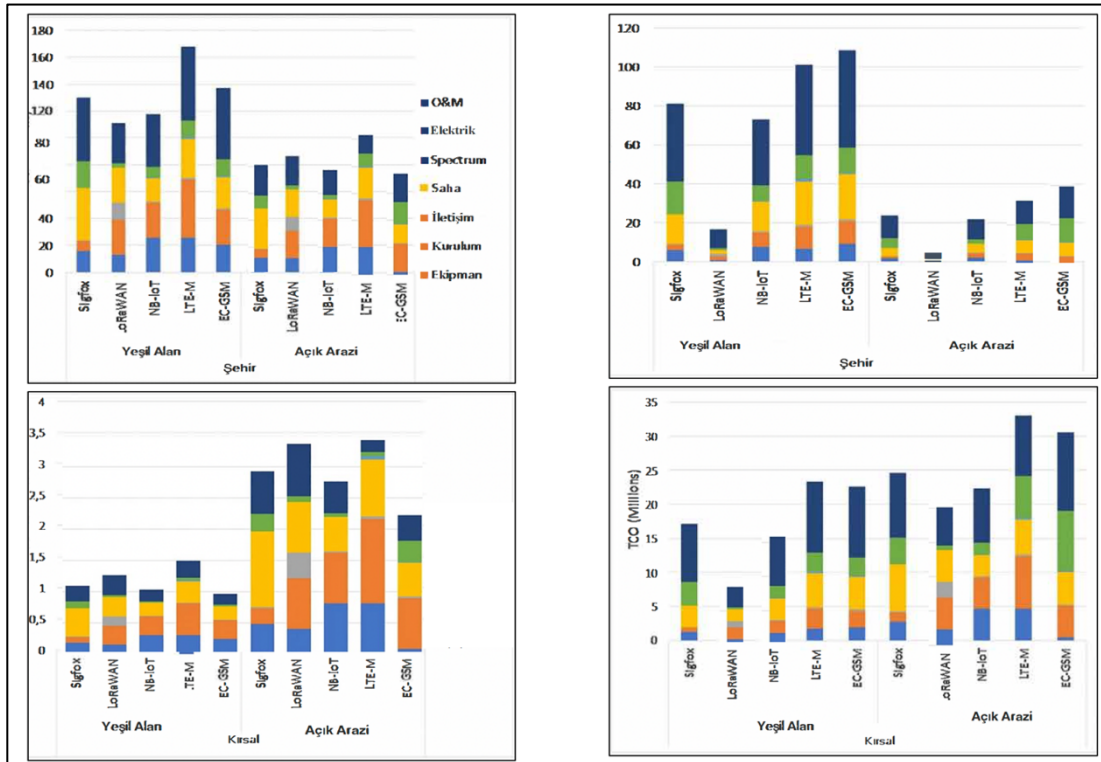 180
160
140
120
80
60
40
20
0
O&M
Elektrik
Spectrum
Saha
İletişim
Kurulum
Ekipman
Sigfox
.oRaWAN
NB-IoT
LTE-M
EC-GSM
Sigfox
LoRaWAN
NB-IoT
LTE-M
EC-GSM
Yeşil Alan
Açık Arazi
Şehir
120
100
80
60
40
20
0
Sigfox
LoRaWAN
NB-IoT
LTE-M
EC-GSM
Sigfox
LoRaWAN
NB-IoT
LTE-M
EC-GSM
Yeşil Alan
Açık Arazi
Şehir
4
3,5
3
2,5
2
1,5
1
0,5
0
Sigfox
LoRaWAN
NB-IoT
.TE-M
EC-GSM
Sigfox
LoRaWAN
NB-IoT
LTE-M
EC-GSM
Yeşil Alan
Açık Arazi
Kırsal
TCO (Millions)
35
30
25
20
15
10
5
0
Sigfox
LoRaWAN
NB-IoT
LTE-M
EC-GSM
Sigfox
.oRaWAN
NB-IoT
LTE-M
EC-GSM
Yeşil Alan
Açık Arazi
Kırsal